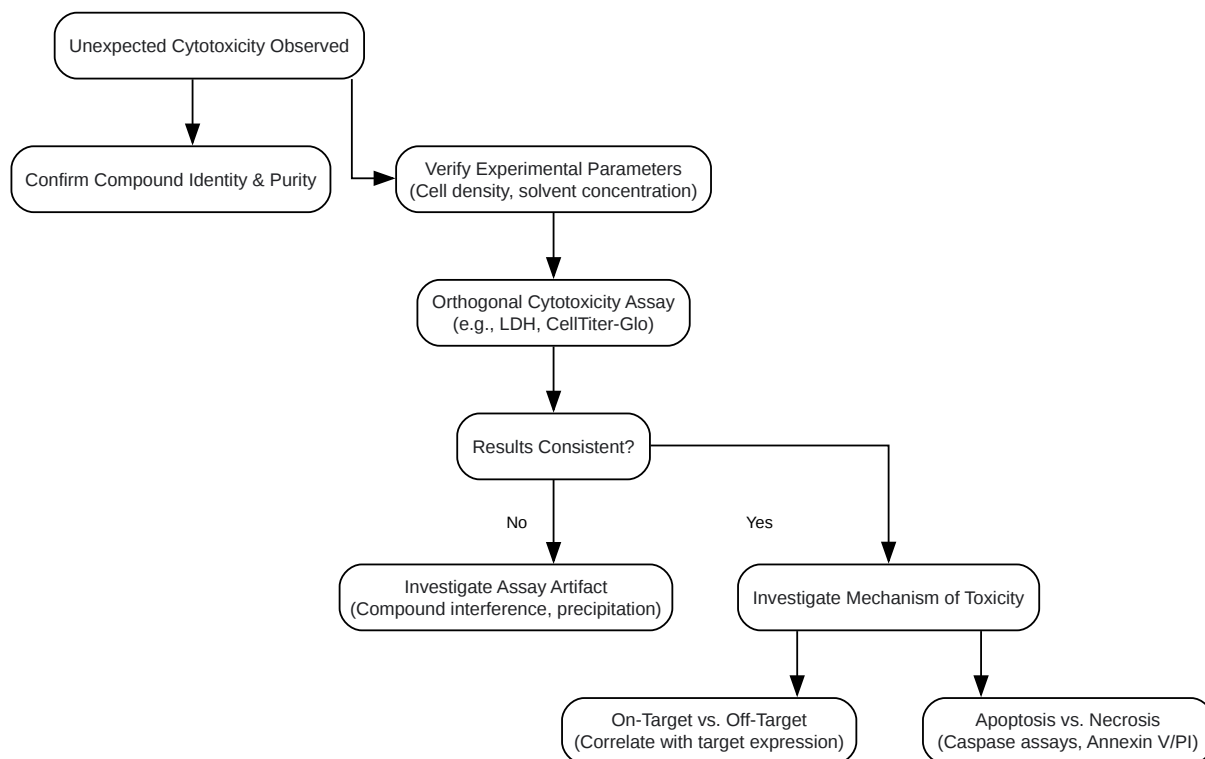 Unexpected Cytotoxicity Observed
Confirm Compound Identity & Purity
Verify Experimental Parameters
(Cell density, solvent concentration)
Orthogonal Cytotoxicity Assay
(e.g., LDH, CellTiter-Glo)
Results Consistent?
No
Yes
Investigate Assay Artifact
(Compound interference, precipitation)
Investigate Mechanism of Toxicity
On-Target vs. Off-Target
(Correlate with target expression)
Apoptosis vs. Necrosis
(Caspase assays, Annexin V/PI)